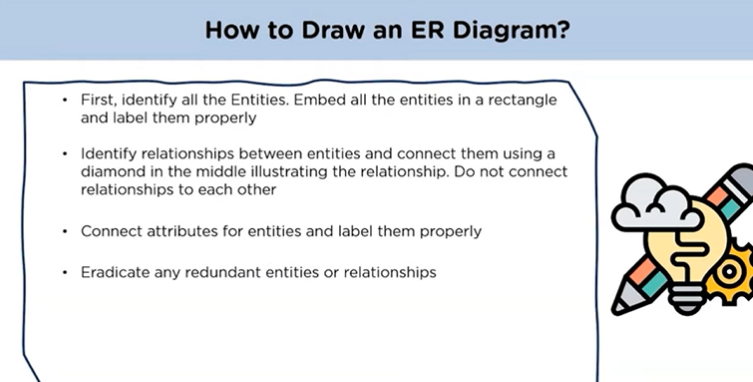 How to Draw an ER Diagram?
• First, identify all the Entities. Embed all the entities in a rectangle
and label them properly
• Identify relationships between entities and connect them using a
diamond in the middle illustrating the relationship. Do not connect
relationships to each other
• Connect attributes for entities and label them properly
• Eradicate any redundant entities or relationships